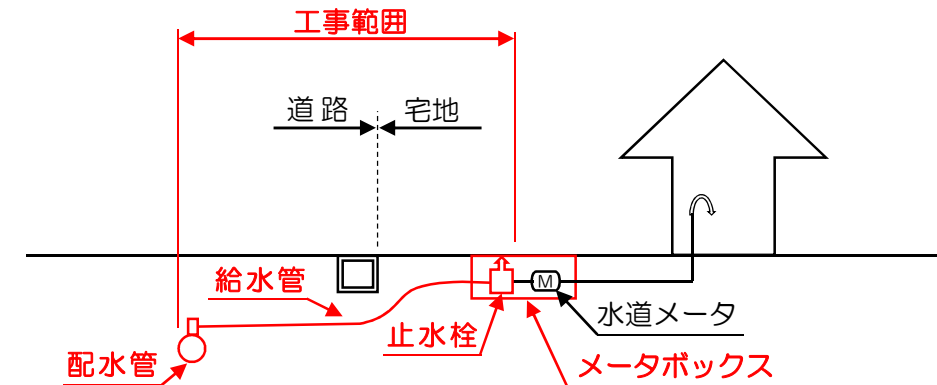 工事範囲
道路
宅地
給水管
M
水道メータ
止水栓
配水管
メータボックス